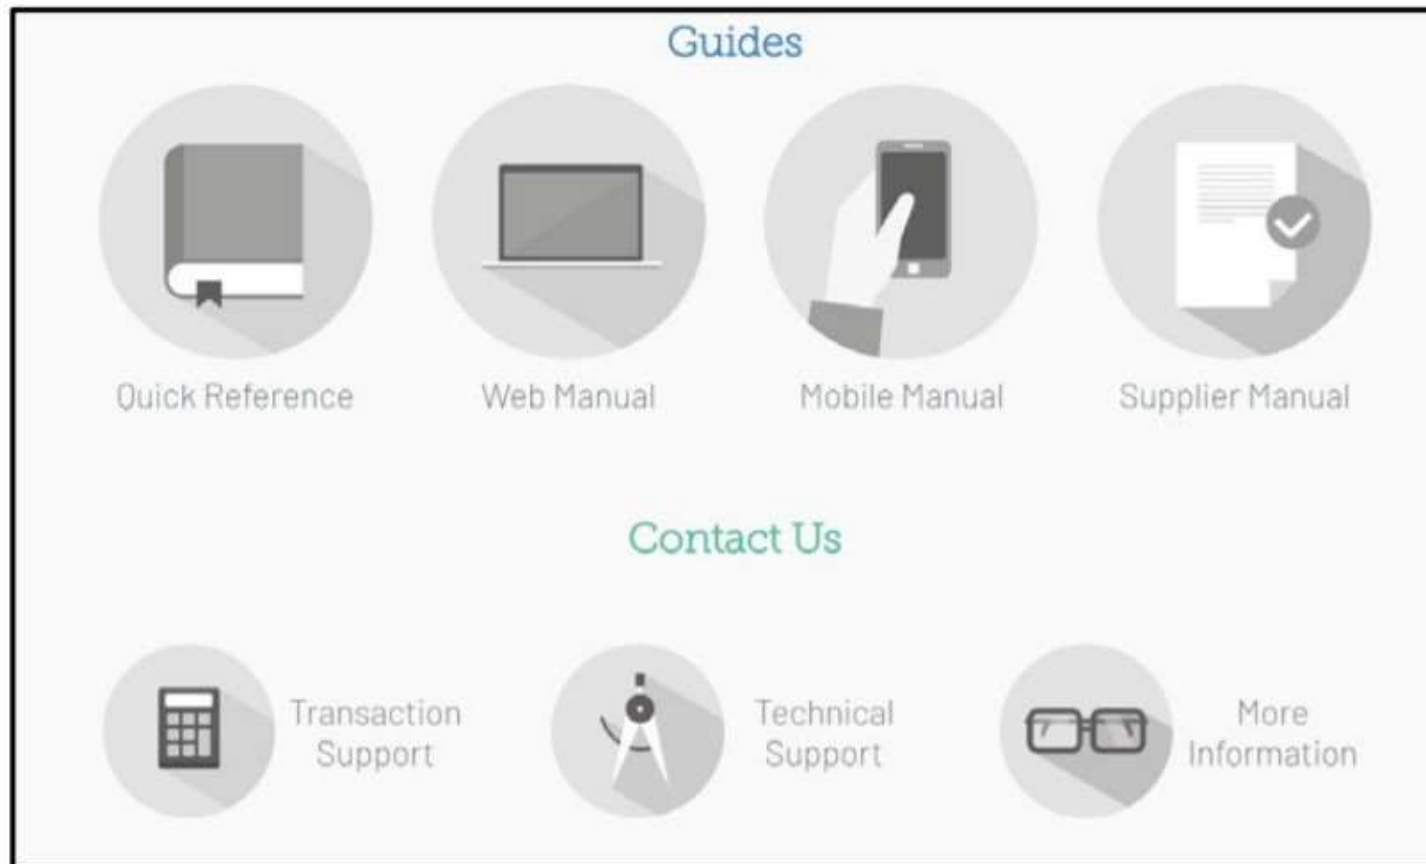 Guides
Quick Reference
Web Manual
Mobile Manual
Supplier Manual
Contact Us
Transaction
Support
Technical
Support
More
Information